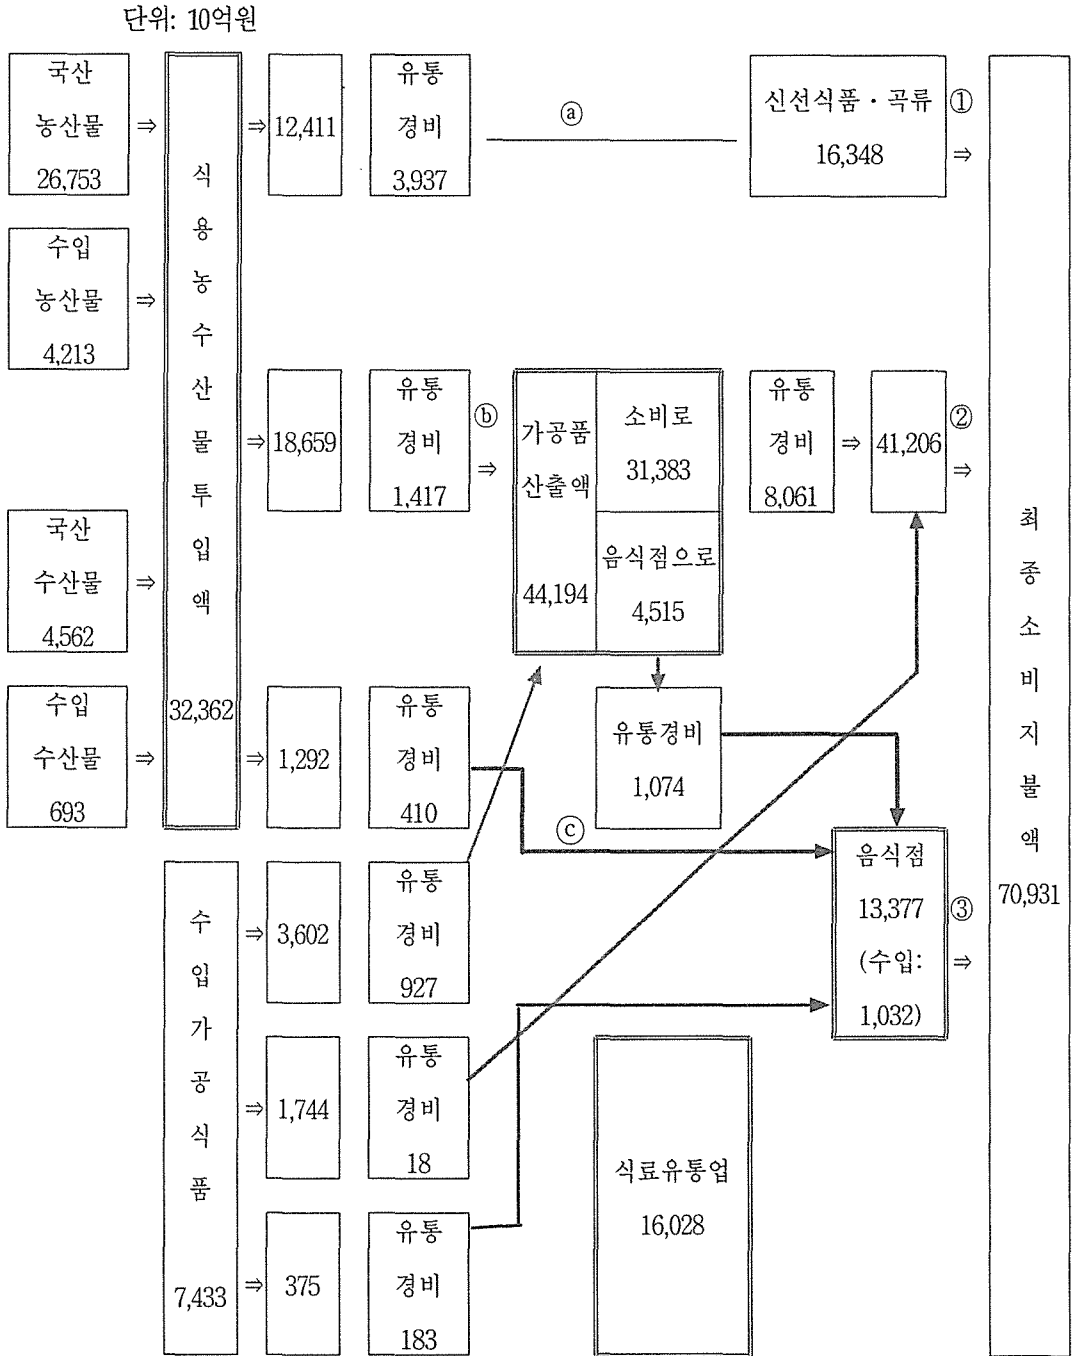 단위: 10억원
국산
농산물
26,753
⇒
수입
농산물
4,213
⇒
국산
수산물
4,562
⇒
수입
수산물
693
⇒
식
용
농
수
산
물
투
입
액
32,362
⇒
12,411
유통
경비
3,937
ⓐ
신선식품・곡류
16,348
①
⇒
⇒
18,659
유통
경비
1,417
ⓑ
⇒
가공품
산출액
44,194
소비로
31,383
음식점으로
4,515
유통
경비
8,061
⇒
41,206
②
⇒
⇒
1,292
유통
경비
410
유통경비
1,074
ⓒ
수
입
가
공
식
품
7,433
⇒
3,602
유통
경비
927
⇒
1,744
유통
경비
18
⇒
375
유통
경비
183
음식점
13,377
(수입:
1,032)
③
⇒
식료유통업
16,028
최
종
소
비
지
불
액
70,931